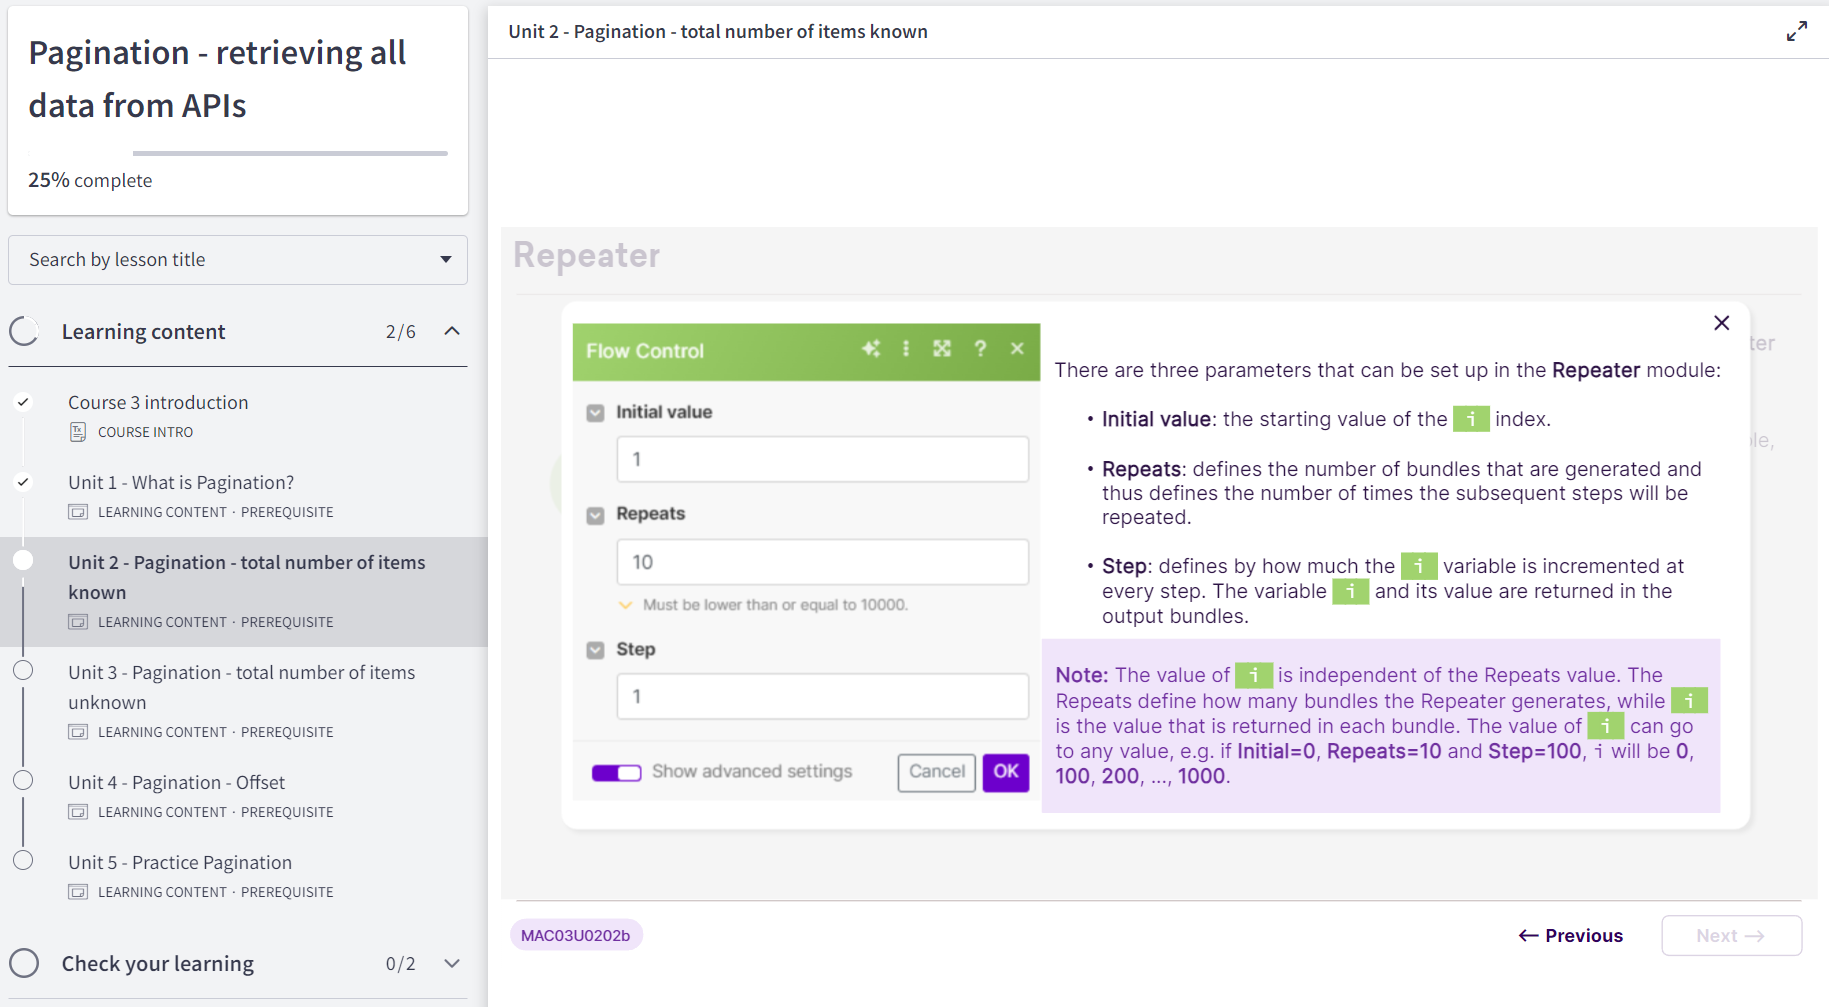 Pagination - retrieving all
data from APIs
25% complete
Search by lesson title
Learning content 2/6
Course 3 introduction
COURSE INTRO
Unit 1 - What is Pagination?
LEARNING CONTENT · PREREQUISITE
Unit 2 - Pagination - total number of items
known
LEARNING CONTENT · PREREQUISITE
Unit 3 - Pagination - total number of items
unknown
LEARNING CONTENT · PREREQUISITE
Unit 4 - Pagination - Offset
LEARNING CONTENT · PREREQUISITE
Unit 5 - Practice Pagination
LEARNING CONTENT · PREREQUISITE
Check your learning 0/2
Unit 2 - Pagination - total number of items known
Repeater
Flow Control
Initial value
1
Repeats
10
Must be lower than or equal to 10000.
Step
1
Show advanced settings
Cancel
OK
There are three parameters that can be set up in the Repeater module:
• Initial value: the starting value of the i index.
• Repeats: defines the number of bundles that are generated and
thus defines the number of times the subsequent steps will be
repeated.
• Step: defines by how much the i variable is incremented at
every step. The variable i and its value are returned in the
output bundles.
Note: The value of i is independent of the Repeats value. The
Repeats define how many bundles the Repeater generates, while i
is the value that is returned in each bundle. The value of i can go
to any value, e.g. if Initial=0, Repeats=10 and Step=100, i will be 0,
100, 200, ..., 1000.
MAC03U0202b
← Previous
Next →